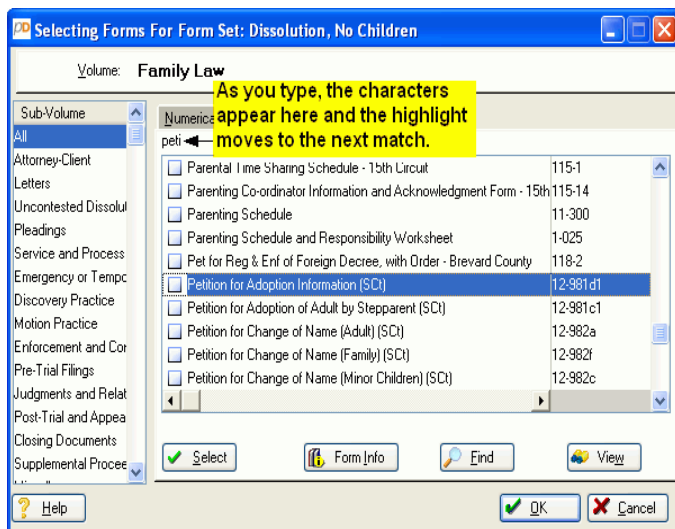 pD Selecting Forms For Form Set: Dissolution, No Children
Volume: Family Law
As you type, the characters
appear here and the highlight
moves to the next match.
Sub-Volume
All
Attorney-Client
Letters
Uncontested Dissolut
Pleadings
Service and Process
Emergency or Tempo
Discovery Practice
Motion Practice
Enforcement and Cor
Pre-Trial Filings
Judgments and Relat
Post-Trial and Appea
Closing Documents
Supplemental Procee
Numerica
peti
Parental Time Sharing Schedule - 15th Circuit 115-1
Parenting Co-ordinator Information and Acknowledgment Form - 15th 115-14
Parenting Schedule 11-300
Parenting Schedule and Responsibility Worksheet 1-025
Pet for Reg & Enf of Foreign Decree, with Order - Brevard County 118-2
Petition for Adoption Information (SCt) 12-981d1
Petition for Adoption of Adult by Stepparent (SCt) 12-981c1
Petition for Change of Name (Adult) (SCt) 12-982a
Petition for Change of Name (Family) (SCt) 12-982f
Petition for Change of Name (Minor Children) (SCt) 12-982c
Select Form Info Find View
Help OK Cancel